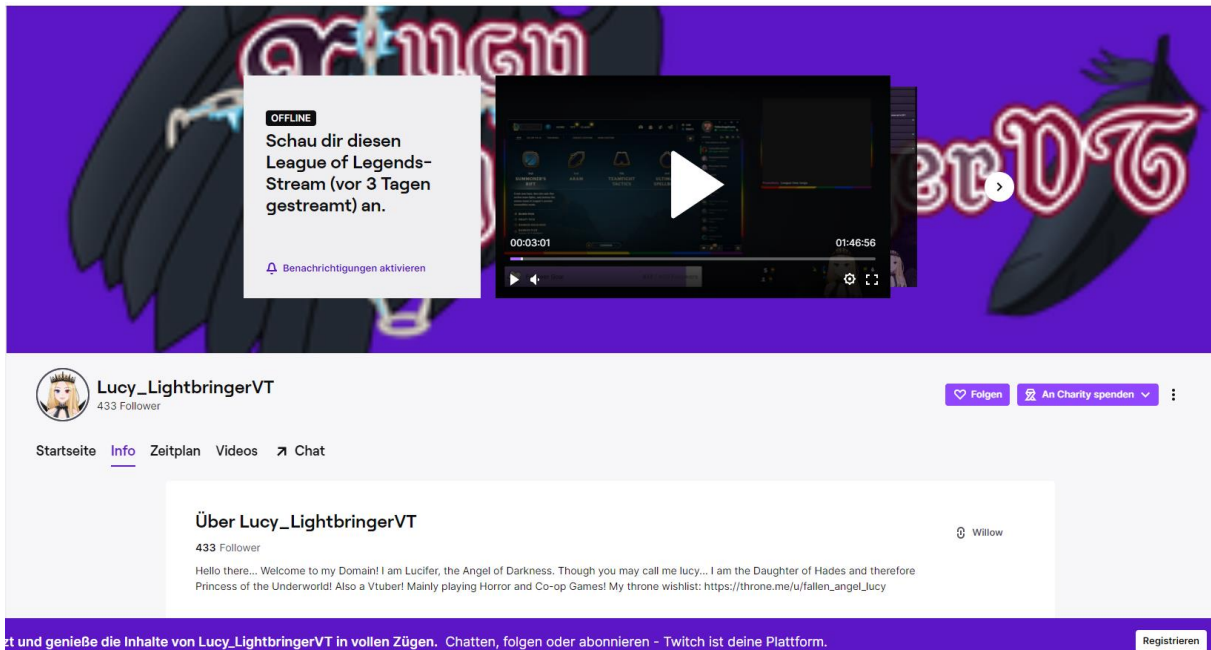 OFFLINE
Schau dir diesen
League of Legends-
Stream (vor 3 Tagen
gestreamt) an.
Benachrichtigungen aktivieren
ARAM
TEAMFIGHT
TACTICS
00:03:01
01:46:56
erVT
Lucy_LightbringerVT
433 Follower
Folgen
An Charity spenden
Startseite Info Zeitplan Videos Chat
Über Lucy_LightbringerVT
Willow
433 Follower
Hello there... Welcome to my Domain! I am Lucifer, the Angel of Darkness. Though you may call me lucy... I am the Daughter of Hades and therefore
Princess of the Underworld! Also a Vtuber! Mainly playing Horror and Co-op Games! My throne wishlist: https://throne.me/u/fallen_angel_lucy
zt und genieße die Inhalte von Lucy_LightbringerVT in vollen Zügen. Chatten, folgen oder abonnieren - Twitch ist deine Plattform.
Registrieren